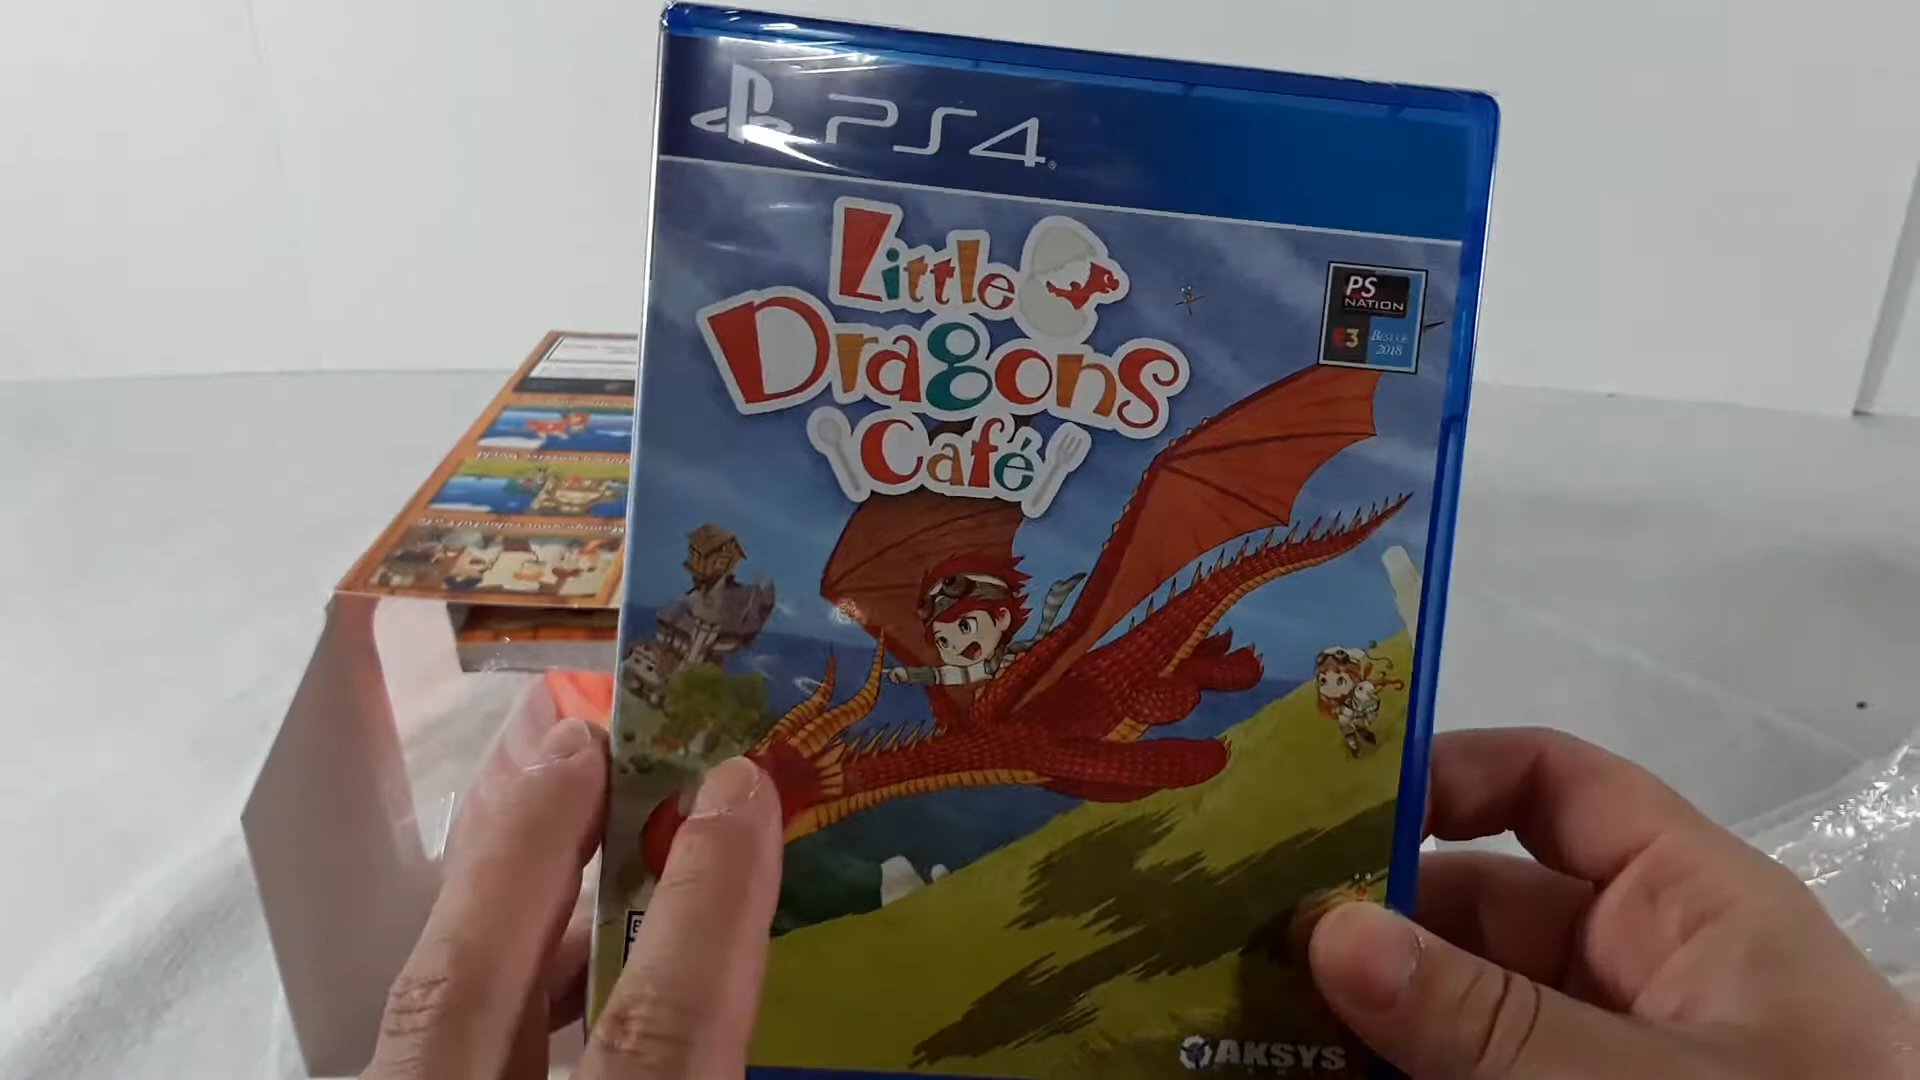 PS4
Little
Dragons
Café
PS
NATION
E3
BEST OF
2018
AKSYS